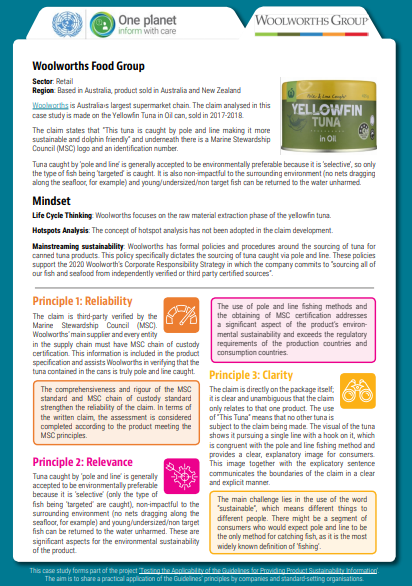 One planet
inform with care
WOOLWORTHS GROUP
Woolworths Food Group
Sector: Retail
Region: Based in Australia, product sold in Australia and New Zealand
Woolworths is Australia's largest supermarket chain. The claim analysed in this
case study is made on the Yellowfin Tuna in Oil can, sold in 2017-2018.
The claim states that "This tuna is caught by pole and line making it more
sustainable and dolphin friendly" and underneath there is a Marine Stewardship
Council (MSC) logo and an identification number.
Pole & Line Caught
YELLOWFIN
TUNA
in Oil
Tuna caught by 'pole and line' is generally accepted to be environmentally preferable because it is 'selective', so only
the type of fish being 'targeted' is caught. It is also non-impactful to the surrounding environment (no nets dragging
along the seafloor, for example) and young/undersized/non target fish can be returned to the water unharmed.
Mindset
Life Cycle Thinking: Woolworths focuses on the raw material extraction phase of the yellowfin tuna.
Hotspots Analysis: The concept of hotspot analysis has not been adopted in the claim development.
Mainstreaming sustainability: Woolworths has formal policies and procedures around the sourcing of tuna for
canned tuna products. This policy specifically dictates the sourcing of tuna caught via pole and line. These policies
support the 2020 Woolworth's Corporate Responsibility Strategy in which the company commits to "sourcing all of
our fish and seafood from independently verified or third party certified sources".
Principle 1: Reliability
The claim is third-party verified by the
Marine Stewardship Council (MSC).
Woolworths' main supplier and every entity
in the supply chain must have MSC chain of custody
certification. This information is included in the product
specification and assists Woolworths in verifying that the
tuna contained in the cans is truly pole and line caught.
The comprehensiveness and rigour of the MSC
standard and MSC chain of custody standard
strengthen the reliability of the claim. In terms of
the written claim, the assessment is considered
completed according to the product meeting the
MSC principles.
Principle 2: Relevance
Tuna caught by 'pole and line' is generally
accepted to be environmentally preferable
because it is 'selective' (only the type of
fish being 'targeted' are caught), non-impactful to the
surrounding environment (no nets dragging along the
seafloor, for example) and young/undersized/non target
fish can be returned to the water unharmed. These are
significant aspects for the environmental sustainability
of the product.
The use of pole and line fishing methods and
the obtaining of MSC certification addresses
a significant aspect of the product's environ-
mental sustainability and exceeds the regulatory
requirements of the production countries and
consumption countries.
Principle 3: Clarity
The claim is directly on the package itself;
it is clear and unambiguous that the claim
only relates to that one product. The use
of "This Tuna" means that no other tuna is
subject to the claim being made. The visual of the tuna
shows it pursuing a single line with a hook on it, which
is congruent with the pole and line fishing method and
provides a clear, explanatory image for consumers.
This image together with the explicatory sentence
communicates the boundaries of the claim in a clear
and explicit manner.
The main challenge lies in the use of the word
"sustainable", which means different things to
different people. There might be a segment of
consumers who would expect pole and line to be
the only method for catching fish, as it is the most
widely known definition of 'fishing'.
This case study forms part of the project 'Testing the Applicability of the Guidelines for Providing Product Sustainability Information'.
The aim is to share a practical application of the Guidelines' principles by companies and standard-setting organisations.